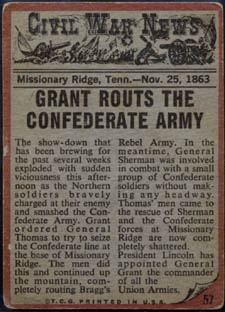 CIVIL WAR NEWS
Missionary Ridge, Tenn.—Nov. 25, 1863
GRANT ROUTS THE
CONFEDERATE ARMY
The show-down that
has been brewing for
the past several weeks
exploded with sudden
viciousness this after-
noon as the Northern
soldiers bravely
charged at their enemy
and smashed the Con-
federate Army. Grant
ordered General
Thomas to try to seize
the Confederate line at
the base of Missionary
Ridge. The men did
this and continued up
the mountain, com-
pletely routing Bragg's
Rebel Army. In the
meantime, General
Sherman was involved
in combat with a small
group of Confederate
soldiers without mak-
ing any headway.
Thomas' men came to
the rescue of Sherman
and the Confederate
forces at Missionary
Ridge are now com-
pletely shattered.
President Lincoln has
appointed General
Grant the commander
of all the
Union Armies.
©T.C.G. PRINTED IN U.S.A.
57